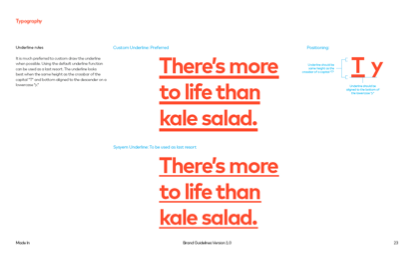 Typography
Underline rules
It is much preferred to custom draw the underline
when possible. Using the default underline function
can be used as a last resort. The underline looks
best when the same height as the crossbar of the
capital "T" and bottom aligned to the descender on a
lowercase "y".
Custom Underline: Preferred
There's more
to life than
kale salad.
System Underline: To be used as last resort
There's more
to life than
kale salad.
Positioning
Underline should be
same height as the
crossbar of a capital "T"
T y
Underline should be
aligned to the bottom of
the lowercase "y"
Made In
Brand Guidelines Version 2.0
23